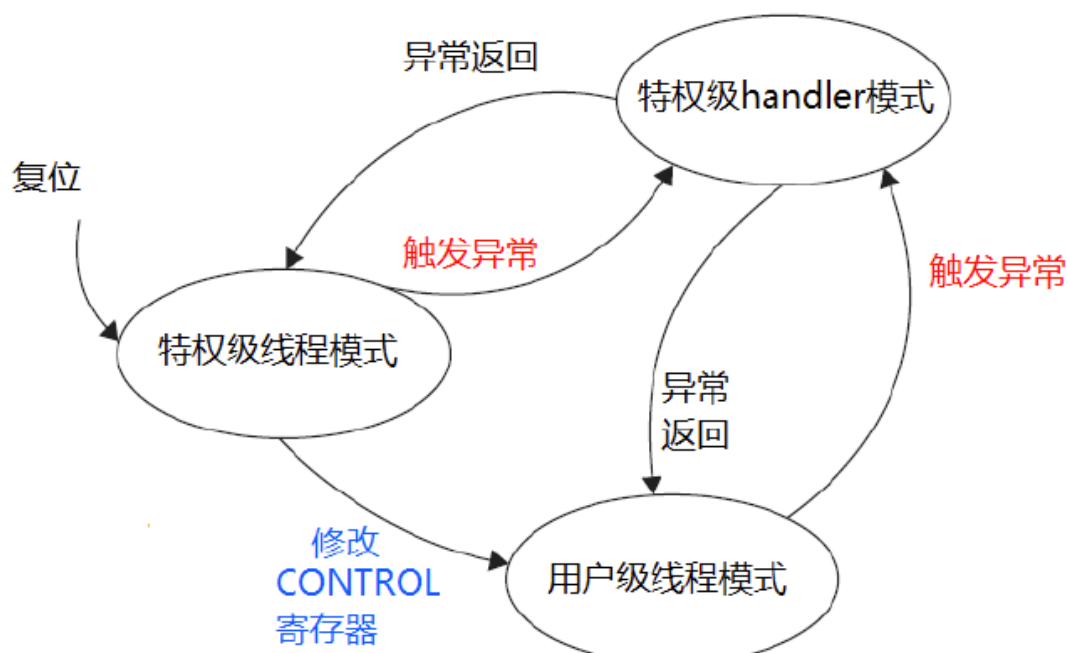 异常返回
特权级handler模式
复位
触发异常
触发异常
特权级线程模式
异常
返回
修改
CONTROL
寄存器
用户级线程模式